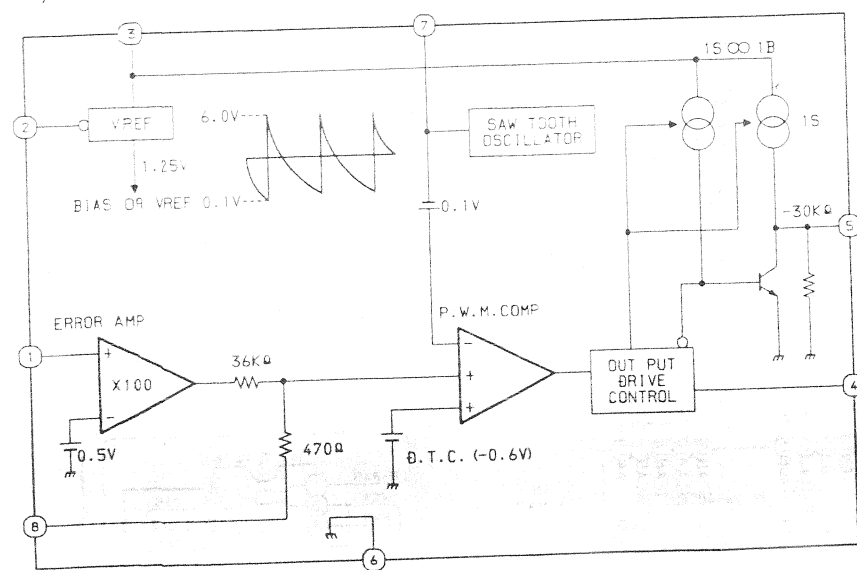 3
7
1S ∞ 1B
2
VREF
6.0V
SAW TOOTH
OSCILLATOR
1S
1.25V
BIAS 09 VREF 0.1V
0.1V
-30KΩ
5
P.W.M.COMP
ERROR AMP
1
+
X100
-
36KΩ
-
+
+
OUT PUT
DRIVE
CONTROL
4
0.5V
470Ω
D.T.C. (-0.6V)
8
6